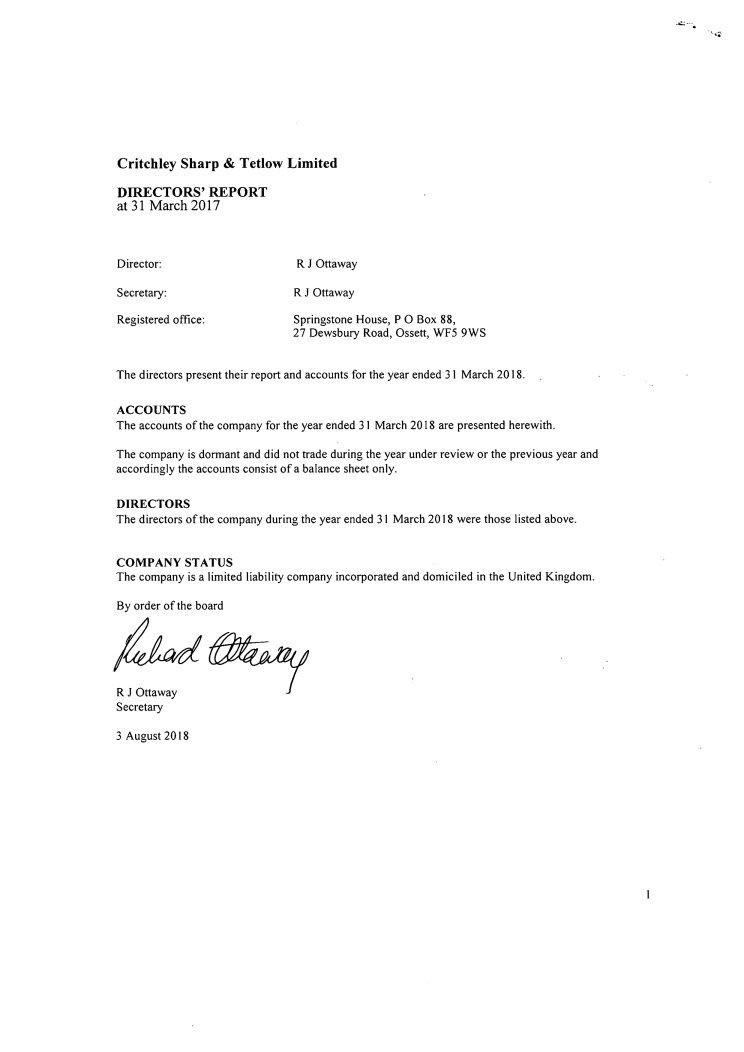 Critchley Sharp & Tetlow Limited
DIRECTORS' REPORT
at 31 March 2017
Director: R J Ottaway
Secretary: R J Ottaway
Registered office: Springstone House, P O Box 88,
27 Dewsbury Road, Ossett, WF5 9WS
The directors present their report and accounts for the year ended 31 March 2018.
ACCOUNTS
The accounts of the company for the year ended 31 March 2018 are presented herewith.
The company is dormant and did not trade during the year under review or the previous year and
accordingly the accounts consist of a balance sheet only.
DIRECTORS
The directors of the company during the year ended 31 March 2018 were those listed above.
COMPANY STATUS
The company is a limited liability company incorporated and domiciled in the United Kingdom.
By order of the board
Richard Ottaway
R J Ottaway
Secretary
3 August 2018
1